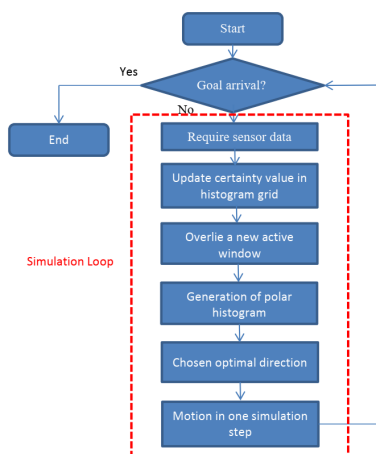 Start
Yes
Goal arrival?
No
End
Require sensor data
Update certainty value in
histogram grid
Overlie a new active
window
Simulation Loop
Generation of polar
histogram
Chosen optimal direction
Motion in one simulation
step